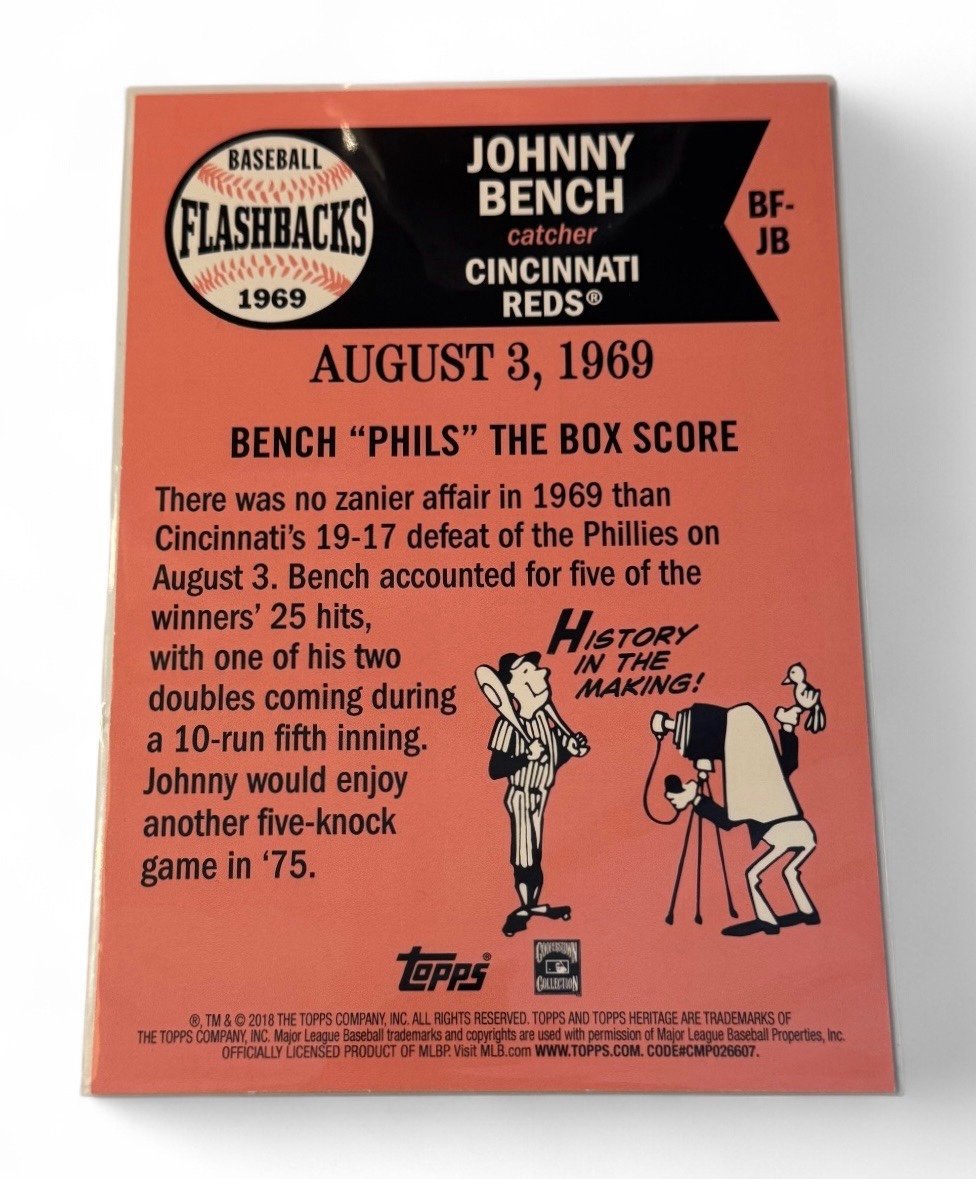 BASEBALL
FLASHBACKS
1969
JOHNNY
BENCH
catcher
CINCINNATI
REDS®
BF-
JB
AUGUST 3, 1969
BENCH “PHILS” THE BOX SCORE
There was no zanier affair in 1969 than
Cincinnati’s 19-17 defeat of the Phillies on
August 3. Bench accounted for five of the
winners’ 25 hits,
with one of his two
doubles coming during
a 10-run fifth inning.
Johnny would enjoy
another five-knock
game in ‘75.
HISTORY
IN THE
MAKING!
TOPPS®
COOPERSTOWN
COLLECTION
®, TM & © 2018 THE TOPPS COMPANY, INC. ALL RIGHTS RESERVED. TOPPS AND TOPPS HERITAGE ARE TRADEMARKS OF
THE TOPPS COMPANY, INC. Major League Baseball trademarks and copyrights are used with permission of Major League Baseball Properties, Inc.
OFFICIALLY LICENSED PRODUCT OF MLBP. Visit MLB.com WWW.TOPPS.COM. CODE#CMP026607.